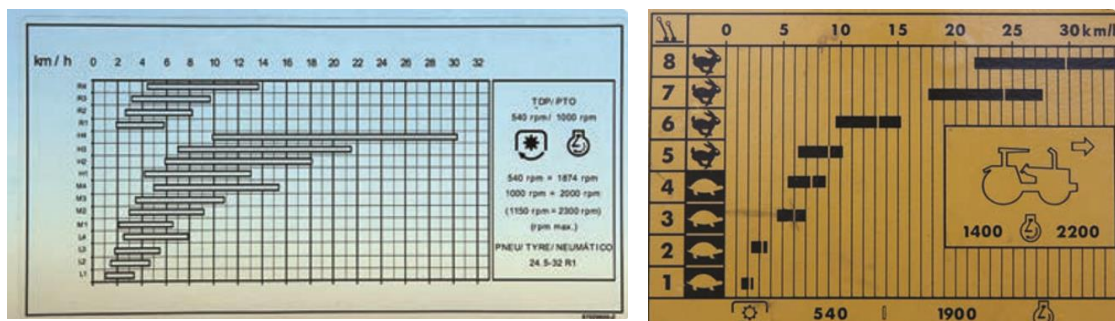 km / h 0 2 4 6 8 10 12 14 16 18 20 22 24 26 28 30 32
R4
R3
R2
R1
H4
H3
H2
H1
M4
M3
M2
M1
L4
L3
L2
L1
TDP/ PTO
540 rpm/ 1000 rpm
540 rpm = 1874 rpm
1000 rpm = 2000 rpm
(1150 rpm = 2300 rpm)
(rpm max.)
PNEU/ TYRE/ NEUMÁTICO
24.5-32 R1
0 5 10 15 20 25 30 km/
8
7
6
5
4
3
2
1
1400 2200
540 1900